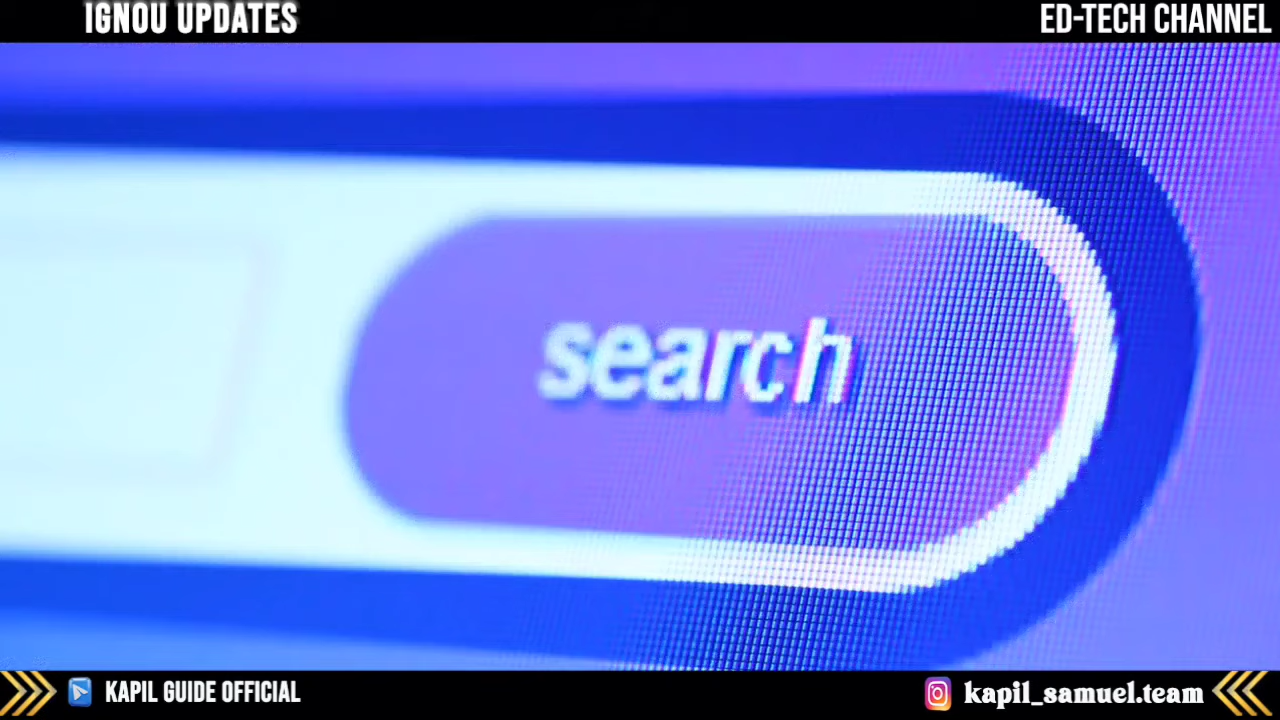 IGNOU UPDATES
ED-TECH CHANNEL
search
KAPIL GUIDE OFFICIAL
kapil_samuel.team